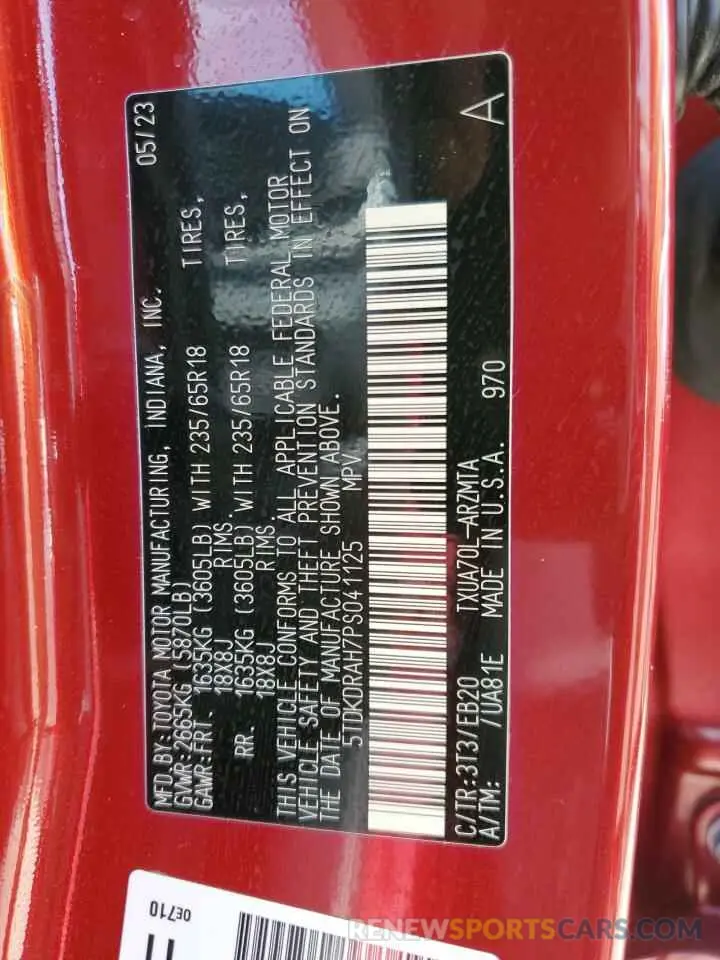 MFD.BY:TOYOTA MOTOR MANUFACTURING, INDIANA, INC. 05/23
GVWR:2665KG (5870LB)
GAWR:FRT. 1635KG (3605LB) WITH 235/65R18 TIRES,
18X8J RIMS.
RR. 1635KG (3605LB) WITH 235/65R18 TIRES,
18X8J RIMS.
THIS VEHICLE CONFORMS TO ALL APPLICABLE FEDERAL MOTOR
VEHICLE SAFETY AND THEFT PREVENTION STANDARDS IN EFFECT ON
THE DATE OF MANUFACTURE SHOWN ABOVE.
5TDKDRAH7PS041125 MPV
C/TR:3T3/EB20 TXUA70L-ARZMTA A
A/TM: /UA81E MADE IN U.S.A. 970
0E710
RENEWSPORTSCARS.COM